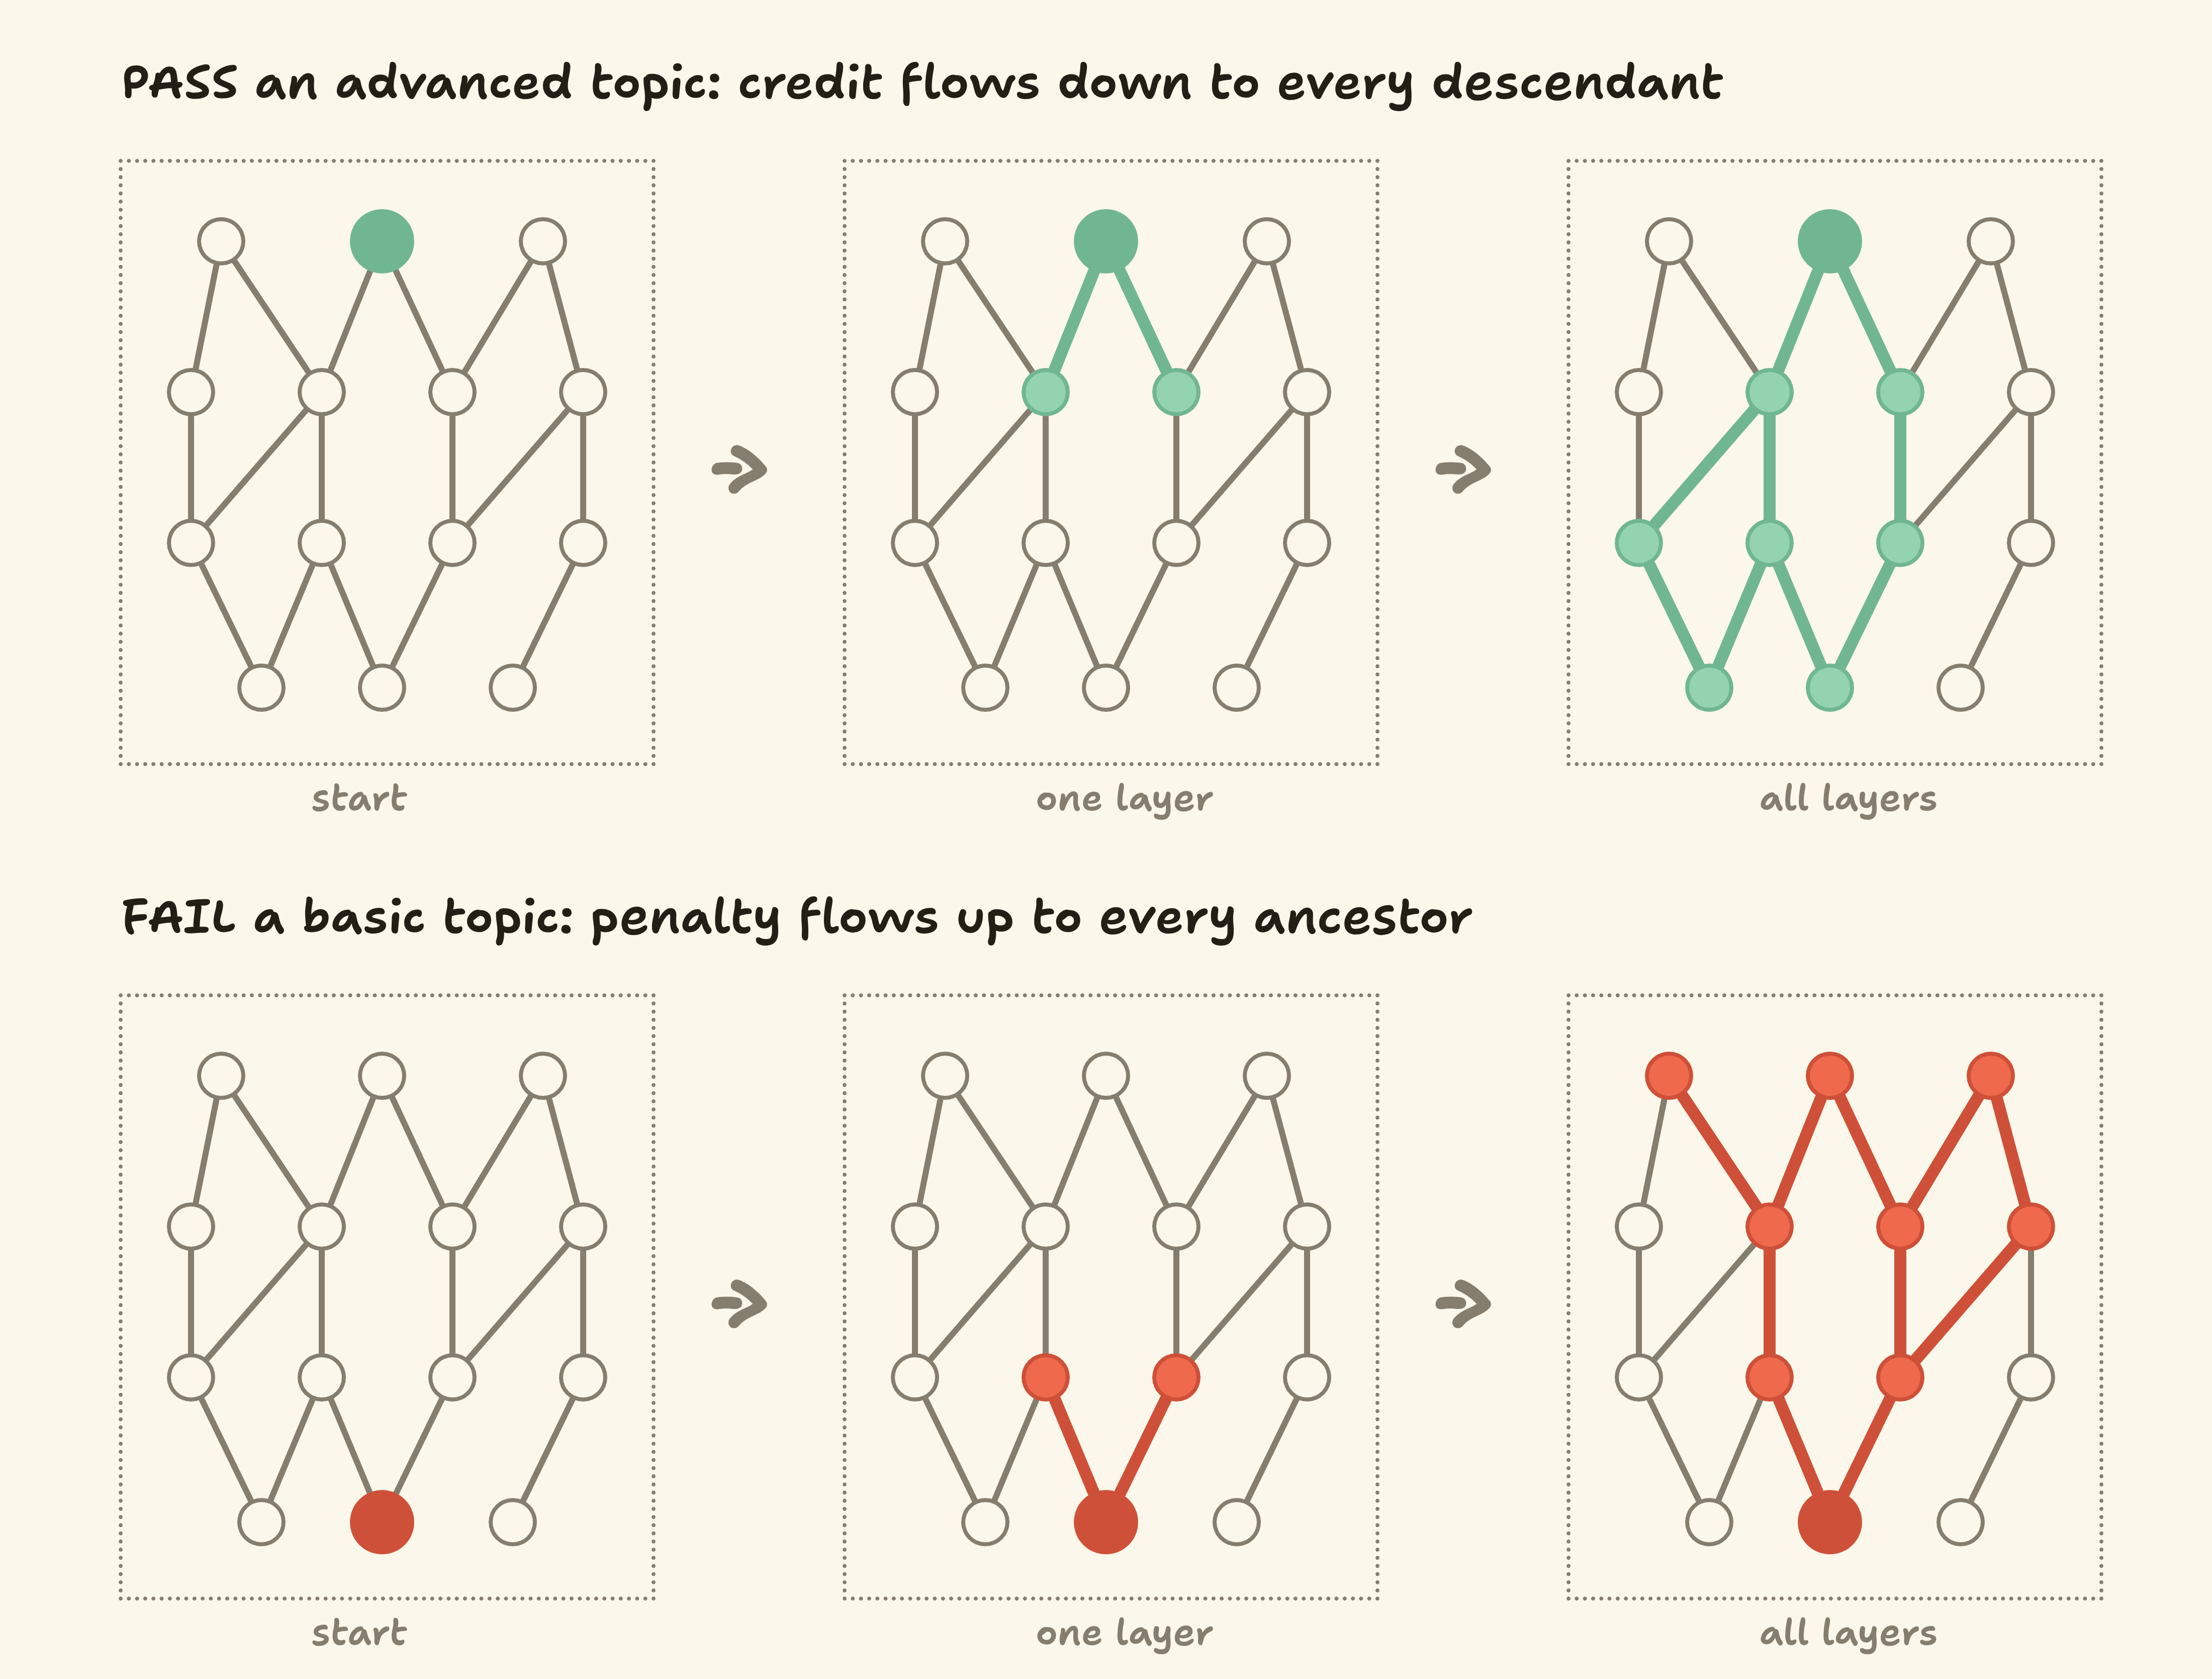 PASS an advanced topic: credit flows down to every descendant
start
one layer
all layers
FAIL a basic topic: penalty flows up to every ancestor
start
one layer
all layers